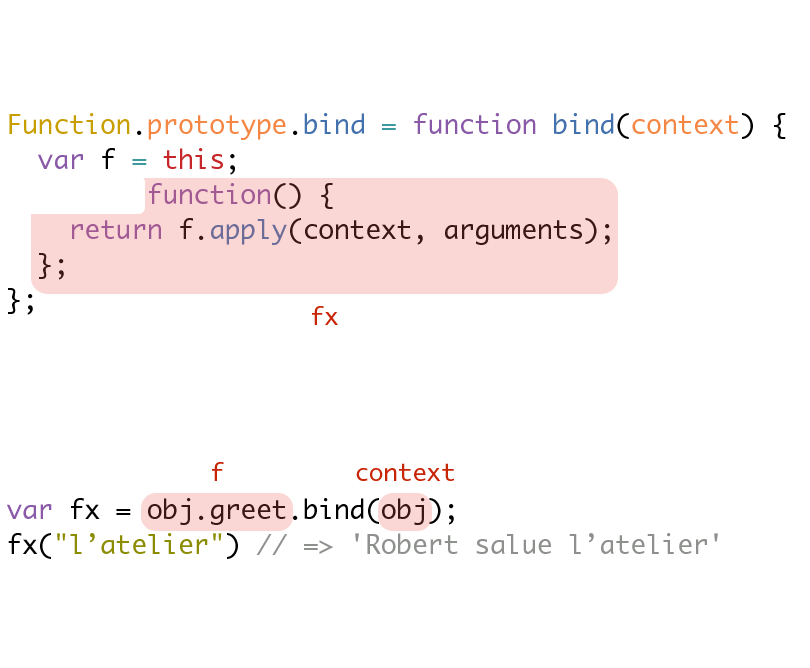 Function.prototype.bind = function bind(context) {
var f = this;
function() {
return f.apply(context, arguments);
};
};
fx
f context
var fx = obj.greet.bind(obj);
fx("l’atelier") // => 'Robert salue l’atelier'